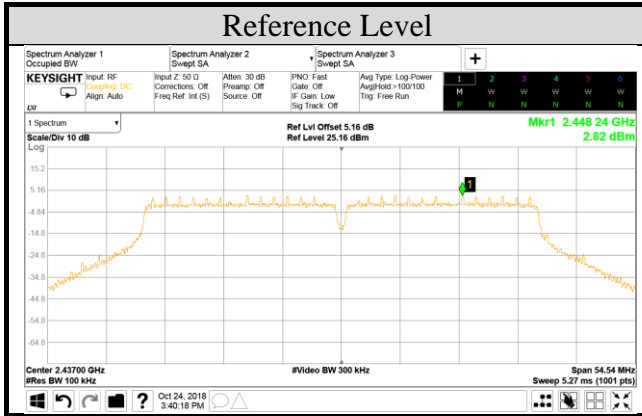 Reference Level
Spectrum Analyzer 1
Occupied BW
Spectrum Analyzer 2
Swept SA
Spectrum Analyzer 3
Swept SA
+
KEYSIGHT
LXI
Input: RF
Coupling: DC
Align: Auto
Input Z: 50 Ω
Corrections: Off
Freq Ref: Int (S)
Atten: 30 dB
Preamp: Off
Source: Off
PNO: Fast
Gate: Off
IF Gain: Low
Sig Track: Off
Avg Type: Log-Power
Avg|Hold:>100/100
Trig: Free Run
1 2 3 4 5 6
M W W W W W
P N N N N N
1 Spectrum
Scale/Div 10 dB
Log
Ref Lvl Offset 5.16 dB
Ref Level 25.16 dBm
Mkr1 2.448 24 GHz
2.82 dBm
15.2
5.16
-4.84
-14.8
-24.8
-34.8
-44.8
-54.8
-64.8
1
Center 2.43700 GHz
#Res BW 100 kHz
#Video BW 300 kHz
Span 54.54 MHz
Sweep 5.27 ms (1001 pts)
?
Oct 24, 2018
3:40:18 PM